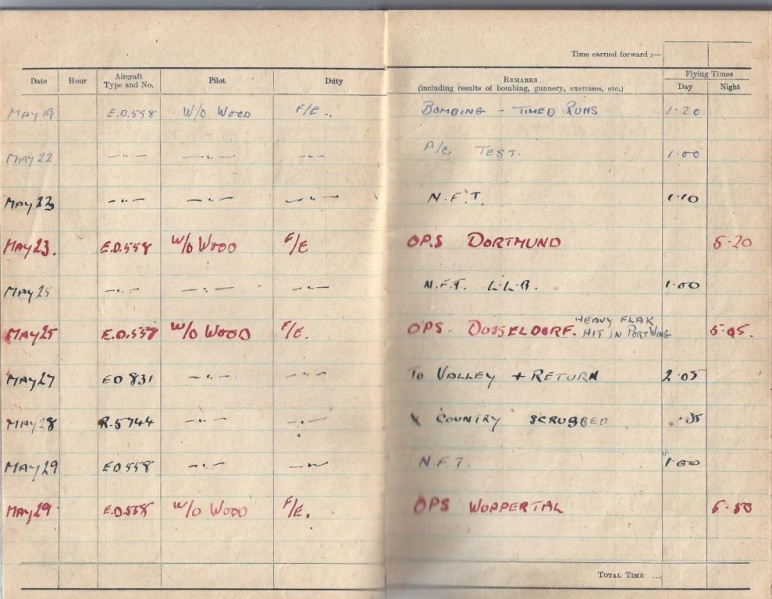 Time carried forward :—
Date Hour Aircraft Type and No. Pilot Duty REMARKS (including results of bombing, gunnery, exercises, etc.) Flying Times Day Night
MAY 19 E.D.558 W/O WOOD F/E.. BOMBING - TIMED RUNS 1·20
MAY 22 —"— —"— —"— A/C TEST. 1·00
MAY 23 —"— —"— —"— N.F.T. 1·10
MAY 23. E.D.558 W/O WOOD F/E OPS DORTMUND 5·20
MAY 25 —"— —"— —"— N.F.T. L.L.B. 1·00
MAY 25 E.D.558 W/O WOOD F/E. OPS. DUSSELDORF. HEAVY FLAK HIT IN PORT WING 5·05.
MAY 27 ED 831 —"— —"— TO VALLEY + RETURN 2·05
MAY 28 R.5744 —"— —"— X COUNTRY SCRUBBED ·35
MAY 29 ED 558 —"— —"— N.F.T. 1·00
MAY 29 E.D.558 W/O WOOD F/E. OPS WUPPERTAL 5·50
TOTAL TIME ...